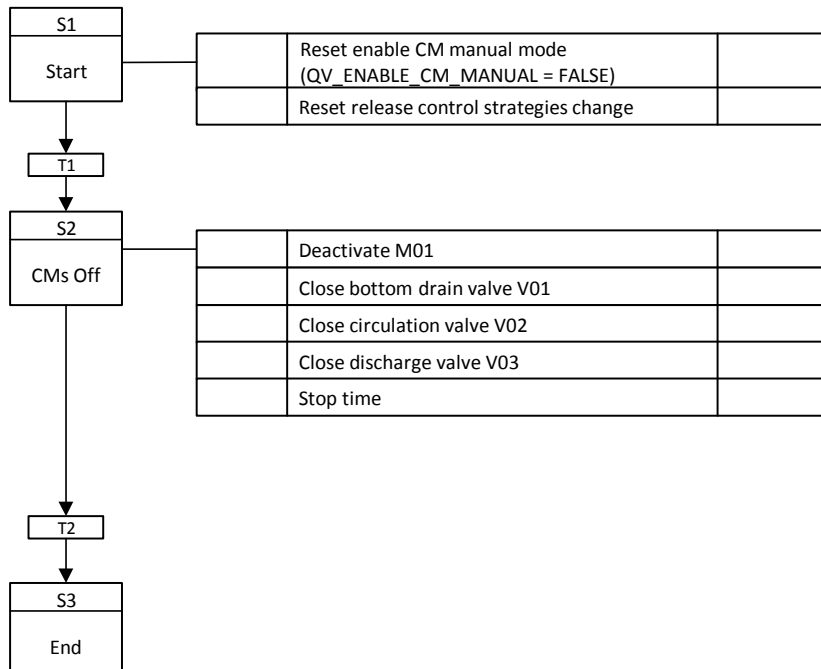 S1
Start
Reset enable CM manual mode
(QV_ENABLE_CM_MANUAL = FALSE)
Reset release control strategies change
T1
S2
CMs Off
Deactivate M01
Close bottom drain valve V01
Close circulation valve V02
Close discharge valve V03
Stop time
T2
S3
End